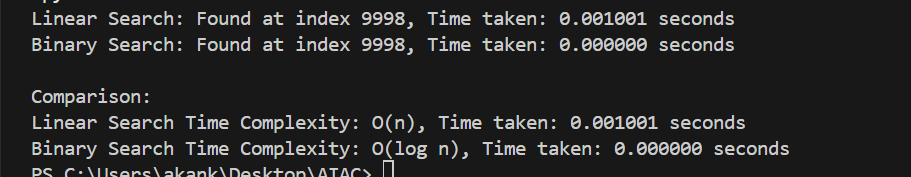 Linear Search: Found at index 9998, Time taken: 0.001001 seconds
Binary Search: Found at index 9998, Time taken: 0.000000 seconds
Comparison:
Linear Search Time Complexity: O(n), Time taken: 0.001001 seconds
Binary Search Time Complexity: O(log n), Time taken: 0.000000 seconds
PS C:\Users\akank\Desktop\AIAC>